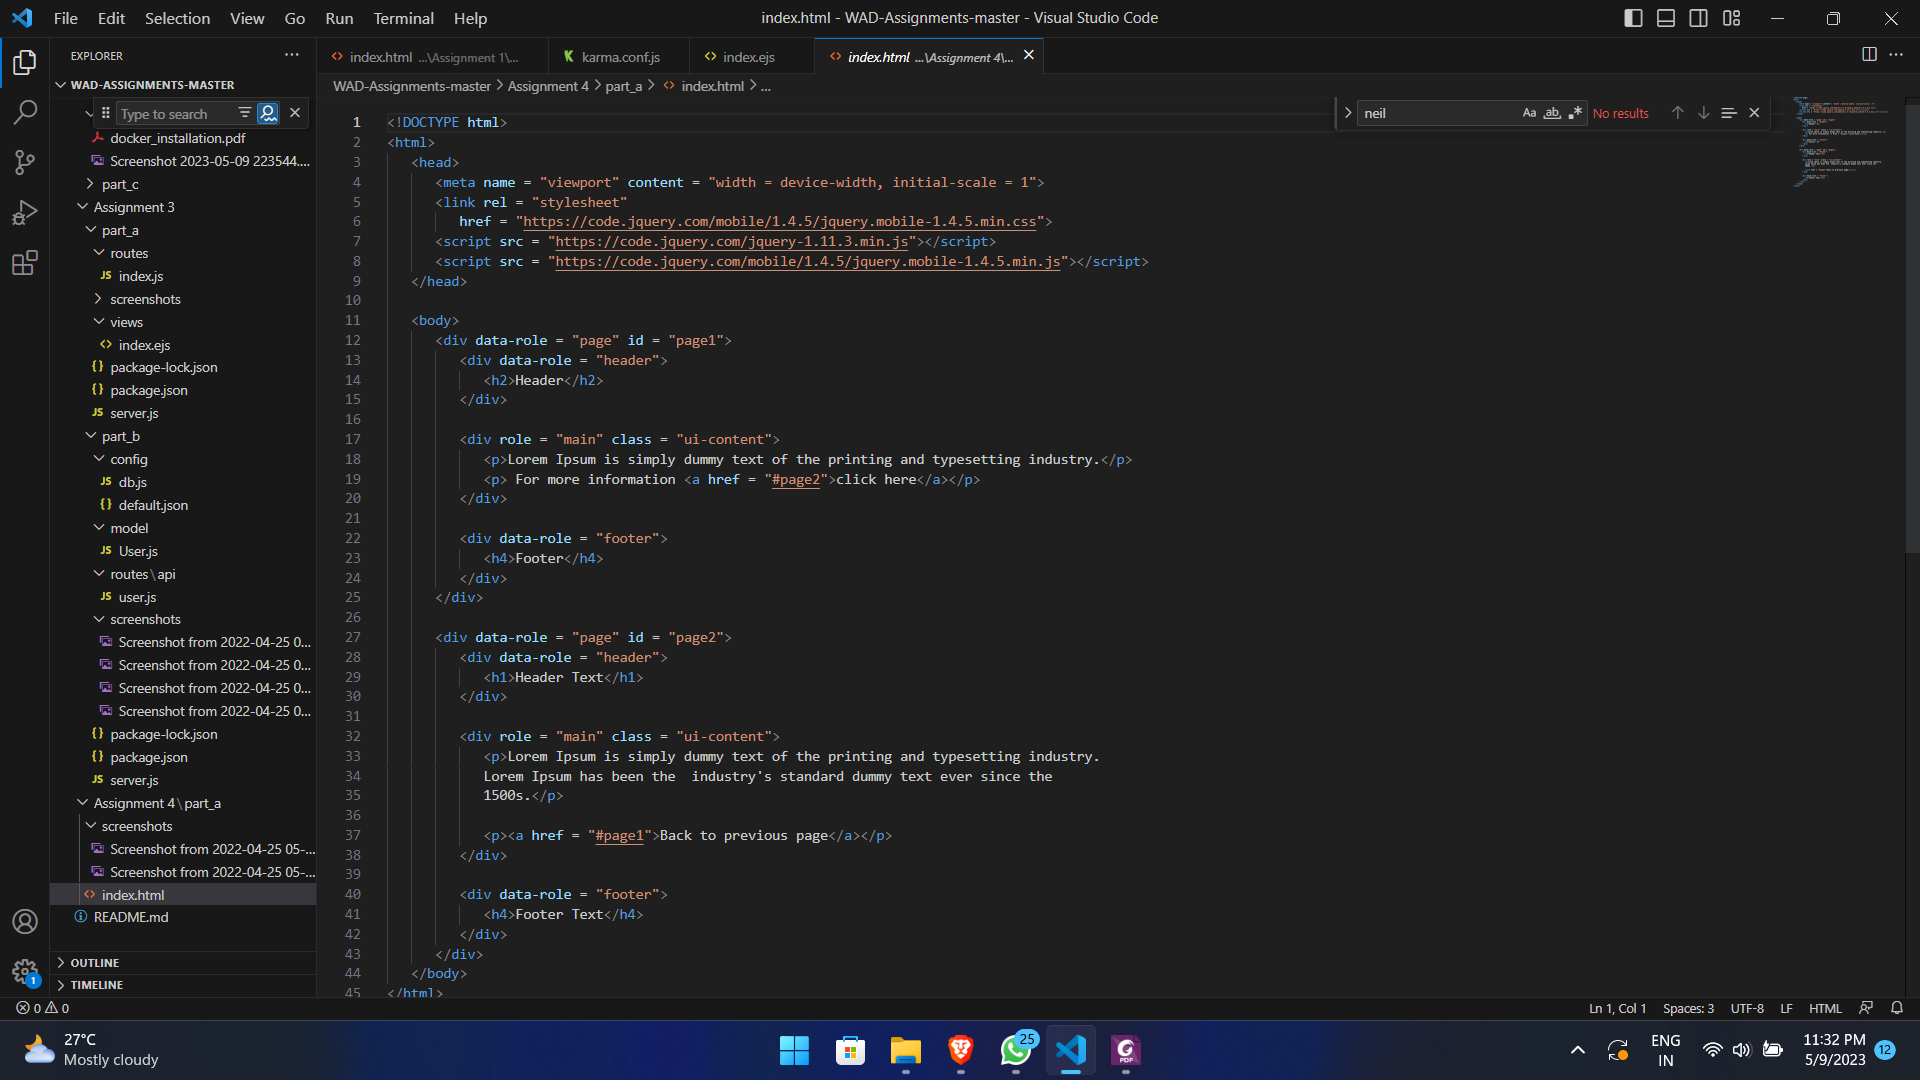 File Edit Selection View Go Run Terminal Help
index.html - WAD-Assignments-master - Visual Studio Code
EXPLORER
WAD-ASSIGNMENTS-MASTER
Type to search
docker_installation.pdf
Screenshot 2023-05-09 223544....
part_c
Assignment 3
part_a
routes
index.js
screenshots
views
index.ejs
package-lock.json
package.json
server.js
part_b
config
db.js
default.json
model
User.js
routes\api
user.js
screenshots
Screenshot from 2022-04-25 0...
Screenshot from 2022-04-25 0...
Screenshot from 2022-04-25 0...
Screenshot from 2022-04-25 0...
package-lock.json
package.json
server.js
Assignment 4\part_a
screenshots
Screenshot from 2022-04-25 05-...
Screenshot from 2022-04-25 05-...
index.html
README.md
OUTLINE
TIMELINE
index.html ...\Assignment 1\... karma.conf.js index.ejs index.html ...\Assignment 4\...
WAD-Assignments-master > Assignment 4 > part_a > index.html > ...
neil Aa ab .* No results
1 <!DOCTYPE html>
2 <html>
3 <head>
4 <meta name = "viewport" content = "width = device-width, initial-scale = 1">
5 <link rel = "stylesheet"
6 href = "https://code.jquery.com/mobile/1.4.5/jquery.mobile-1.4.5.min.css">
7 <script src = "https://code.jquery.com/jquery-1.11.3.min.js"></script>
8 <script src = "https://code.jquery.com/mobile/1.4.5/jquery.mobile-1.4.5.min.js"></script>
9 </head>
10
11 <body>
12 <div data-role = "page" id = "page1">
13 <div data-role = "header">
14 <h2>Header</h2>
15 </div>
16
17 <div role = "main" class = "ui-content">
18 <p>Lorem Ipsum is simply dummy text of the printing and typesetting industry.</p>
19 <p> For more information <a href = "#page2">click here</a></p>
20 </div>
21
22 <div data-role = "footer">
23 <h4>Footer</h4>
24 </div>
25 </div>
26
27 <div data-role = "page" id = "page2">
28 <div data-role = "header">
29 <h1>Header Text</h1>
30 </div>
31
32 <div role = "main" class = "ui-content">
33 <p>Lorem Ipsum is simply dummy text of the printing and typesetting industry.
34 Lorem Ipsum has been the  industry's standard dummy text ever since the
35 1500s.</p>
36
37 <p><a href = "#page1">Back to previous page</a></p>
38 </div>
39
40 <div data-role = "footer">
41 <h4>Footer Text</h4>
42 </div>
43 </div>
44 </body>
45 </html>
1
0 0
Ln 1, Col 1 Spaces: 3 UTF-8 LF HTML
27°C
Mostly cloudy
25
PDF
ENG
IN
11:32 PM
5/9/2023
12